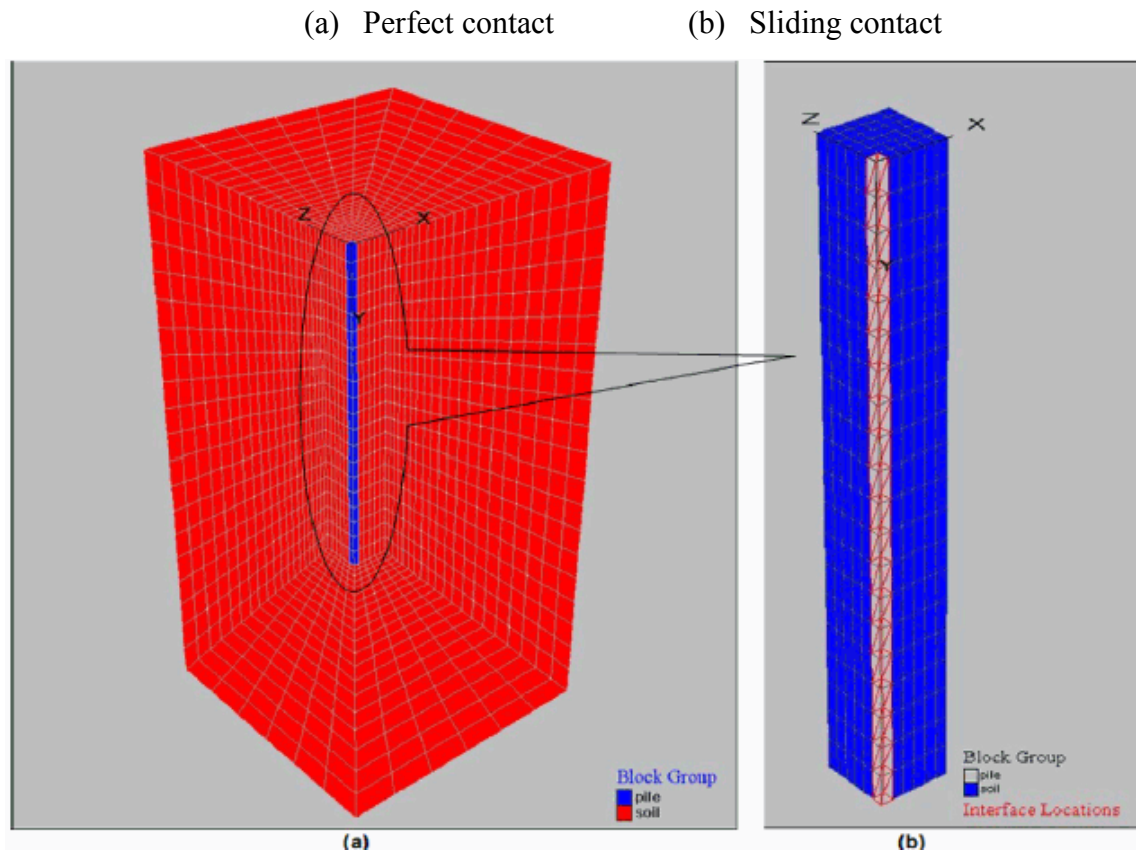 (a) Perfect contact (b) Sliding contact
Z X
Y
Block Group
pile
soil
(a)
Z X
Y
Block Group
pile
soil
Interface Locations
(b)